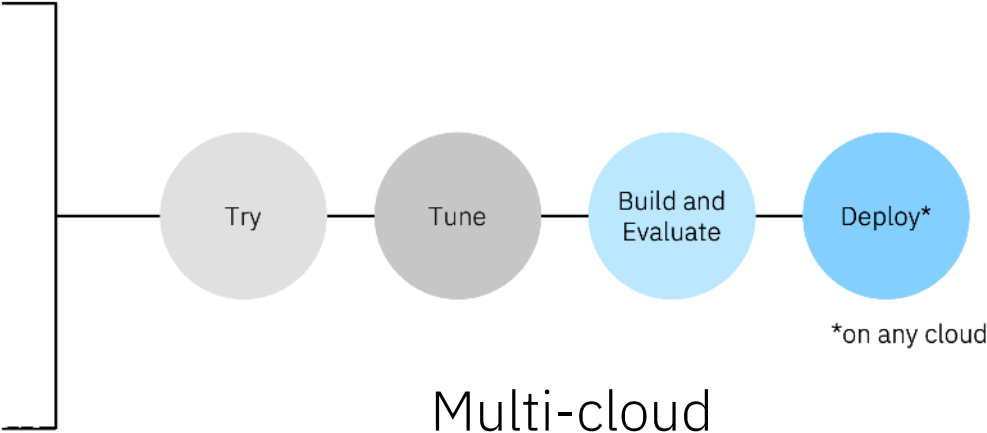 Try
Tune
Build and
Evaluate
Deploy*
*on any cloud
Multi-cloud